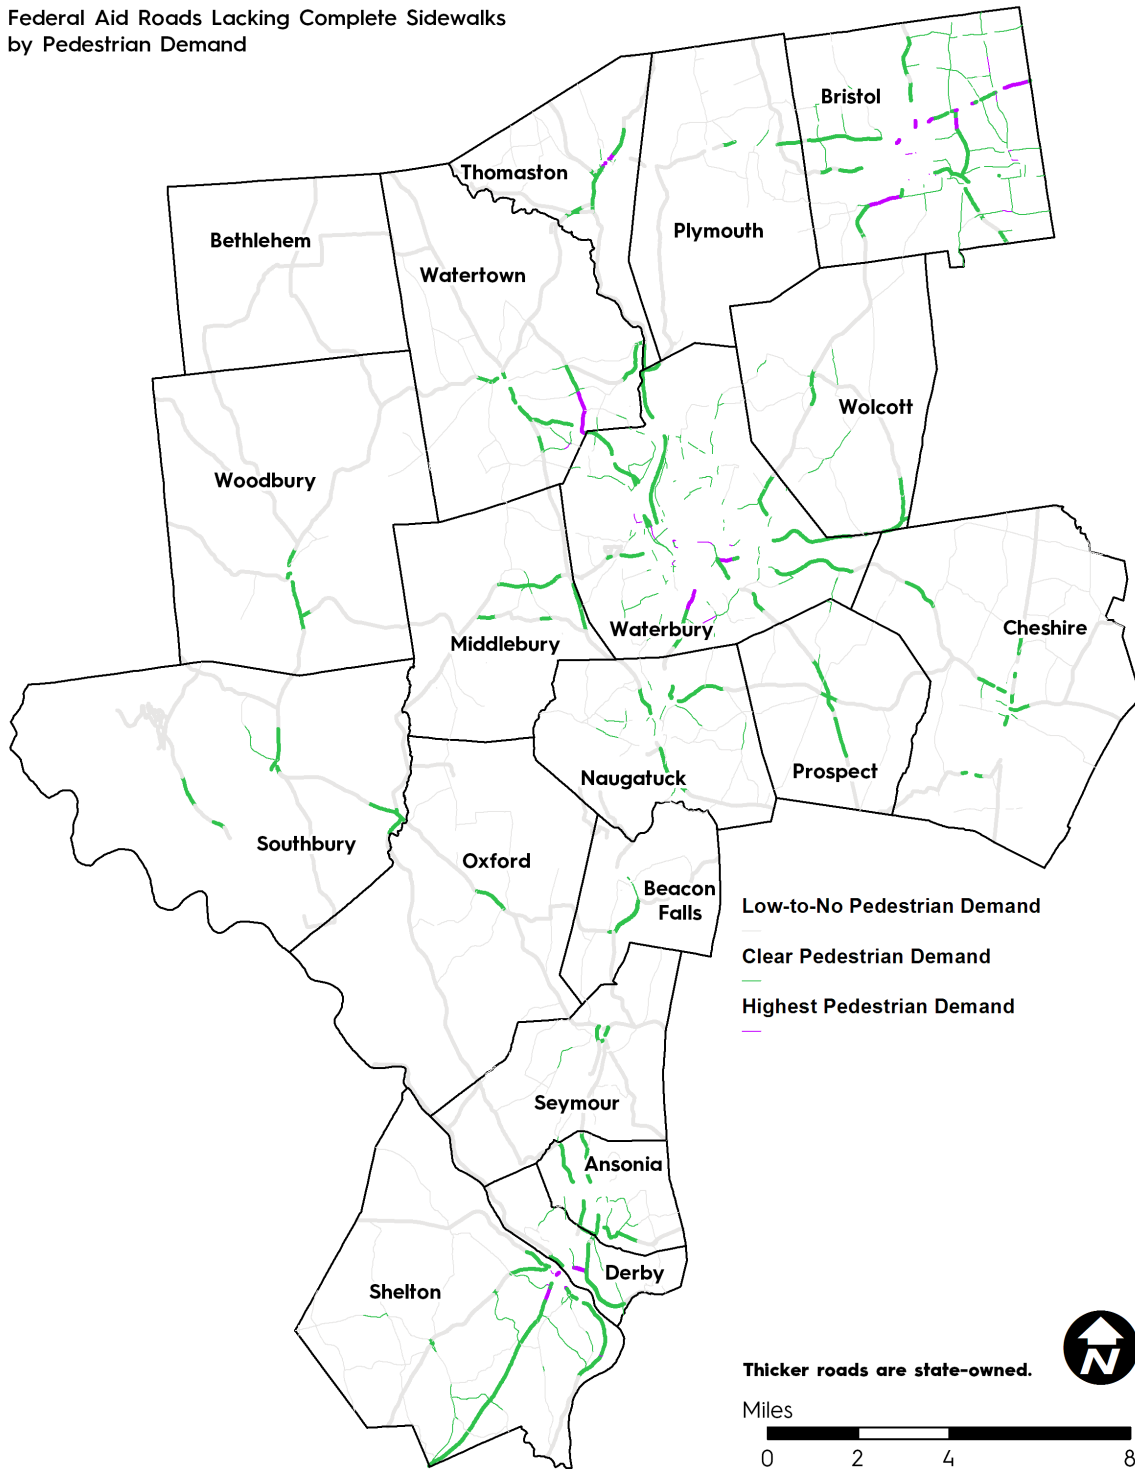 Federal Aid Roads Lacking Complete Sidewalks
by Pedestrian Demand
Bristol
Thomaston
Plymouth
Bethlehem
Watertown
Wolcott
Woodbury
Waterbury
Cheshire
Middlebury
Naugatuck
Prospect
Southbury
Oxford
Beacon
Falls
Low-to-No Pedestrian Demand
Clear Pedestrian Demand
Highest Pedestrian Demand
Seymour
Ansonia
Derby
Shelton
N
Thicker roads are state-owned.
Miles
0 2 4 8